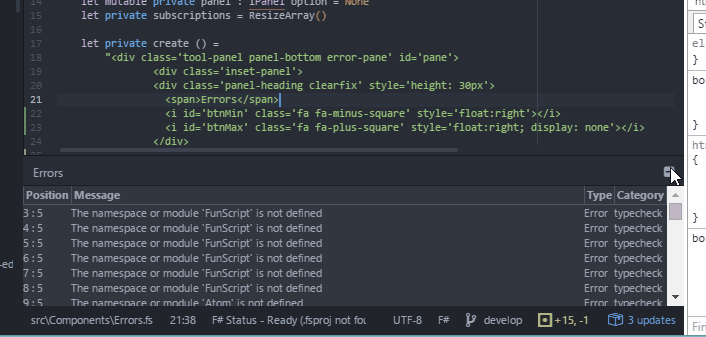 14 let mutable private panel : IPanel option = None
15 let private subscriptions = ResizeArray()
16
17 let private create () =
18 "<div class='tool-panel panel-bottom error-pane' id='pane'>
19 <div class='inset-panel'>
20 <div class='panel-heading clearfix' style='height: 30px'>
21 <span>Errors</span>
22 <i id='btnMin' class='fa fa-minus-square' style='float:right'></i>
23 <i id='btnMax' class='fa fa-plus-square' style='float:right; display: none'></i>
24 </div>
Errors
Position Message Type Category
3 : 5 The namespace or module 'FunScript' is not defined Error typecheck
4 : 5 The namespace or module 'FunScript' is not defined Error typecheck
5 : 5 The namespace or module 'FunScript' is not defined Error typecheck
6 : 5 The namespace or module 'FunScript' is not defined Error typecheck
7 : 5 The namespace or module 'FunScript' is not defined Error typecheck
8 : 5 The namespace or module 'FunScript' is not defined Error typecheck
9 : 5 The namespace or module 'Atom' is not defined Error typecheck
-ed
src\Components\Errors.fs 21:38 F# Status - Ready (.fsproj not fou UTF-8 F# develop +15, -1 3 updates
St
el
}
bo
}
ht
{
}
bo
Fin